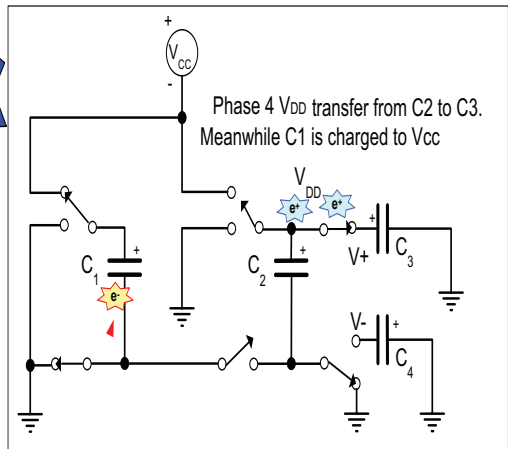 +
VCC
-
Phase 4 VDD transfer from C2 to C3.
Meanwhile C1 is charged to Vcc
VDD
e+
e+
+
C1
e-
+
C2
+
V+
C3
V-
+
C4